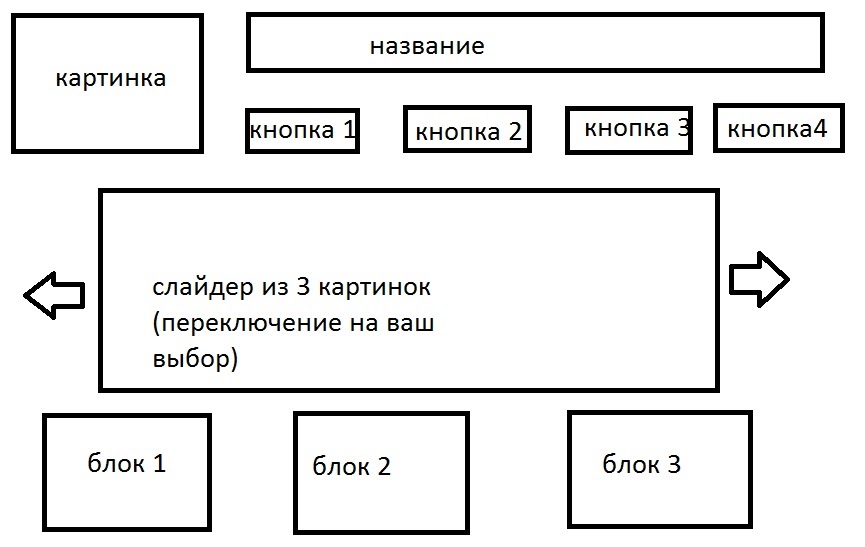 картинка
название
кнопка 1
кнопка 2
кнопка 3
кнопка4
слайдер из 3 картинок
(переключение на ваш
выбор)
блок 1
блок 2
блок 3